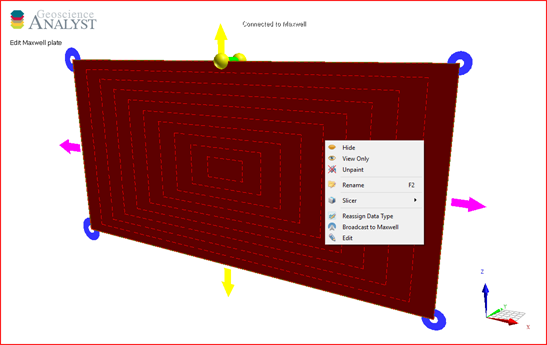 Geoscience
ANALYST
Connected to Maxwell
Edit Maxwell plate
Hide
View Only
Unpaint
Rename F2
Slicer
Reassign Data Type
Broadcast to Maxwell
Edit
Z
Y
X